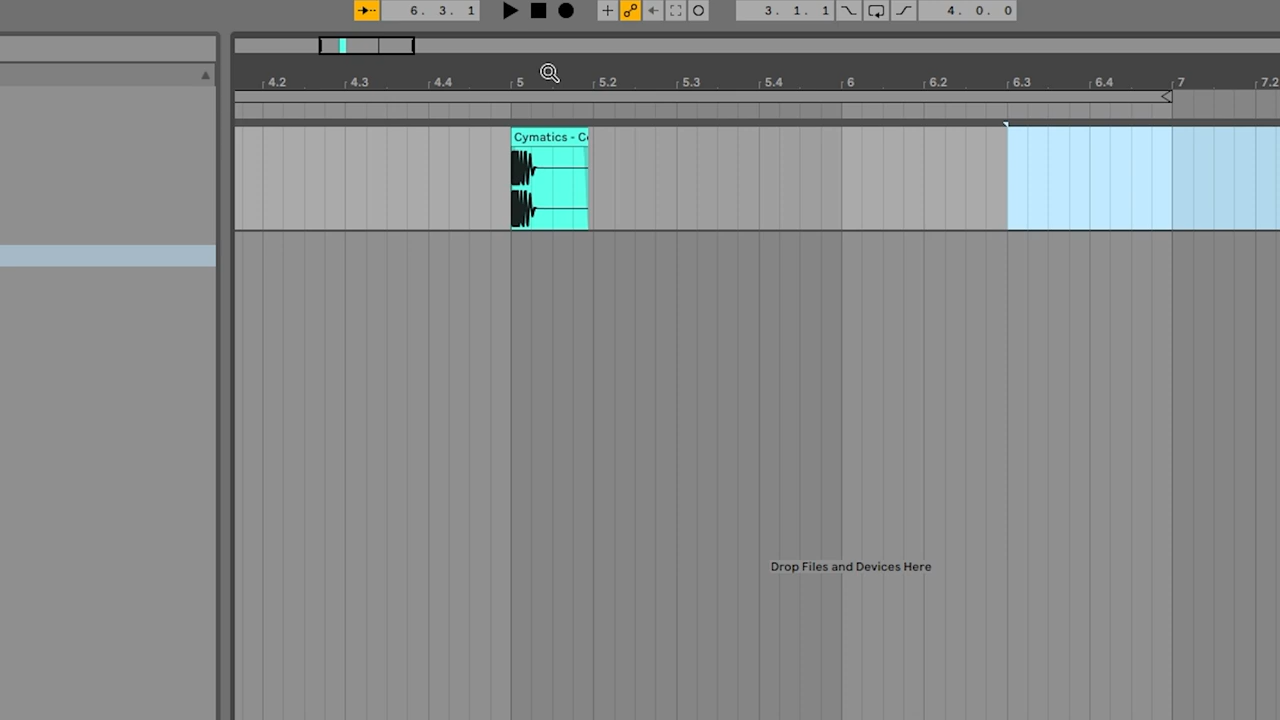 6. 3. 1
3. 1. 1
4. 0. 0
4.2 4.3 4.4 5 5.2 5.3 5.4 6 6.2 6.3 6.4 7 7.2
Cymatics -
Drop Files and Devices Here